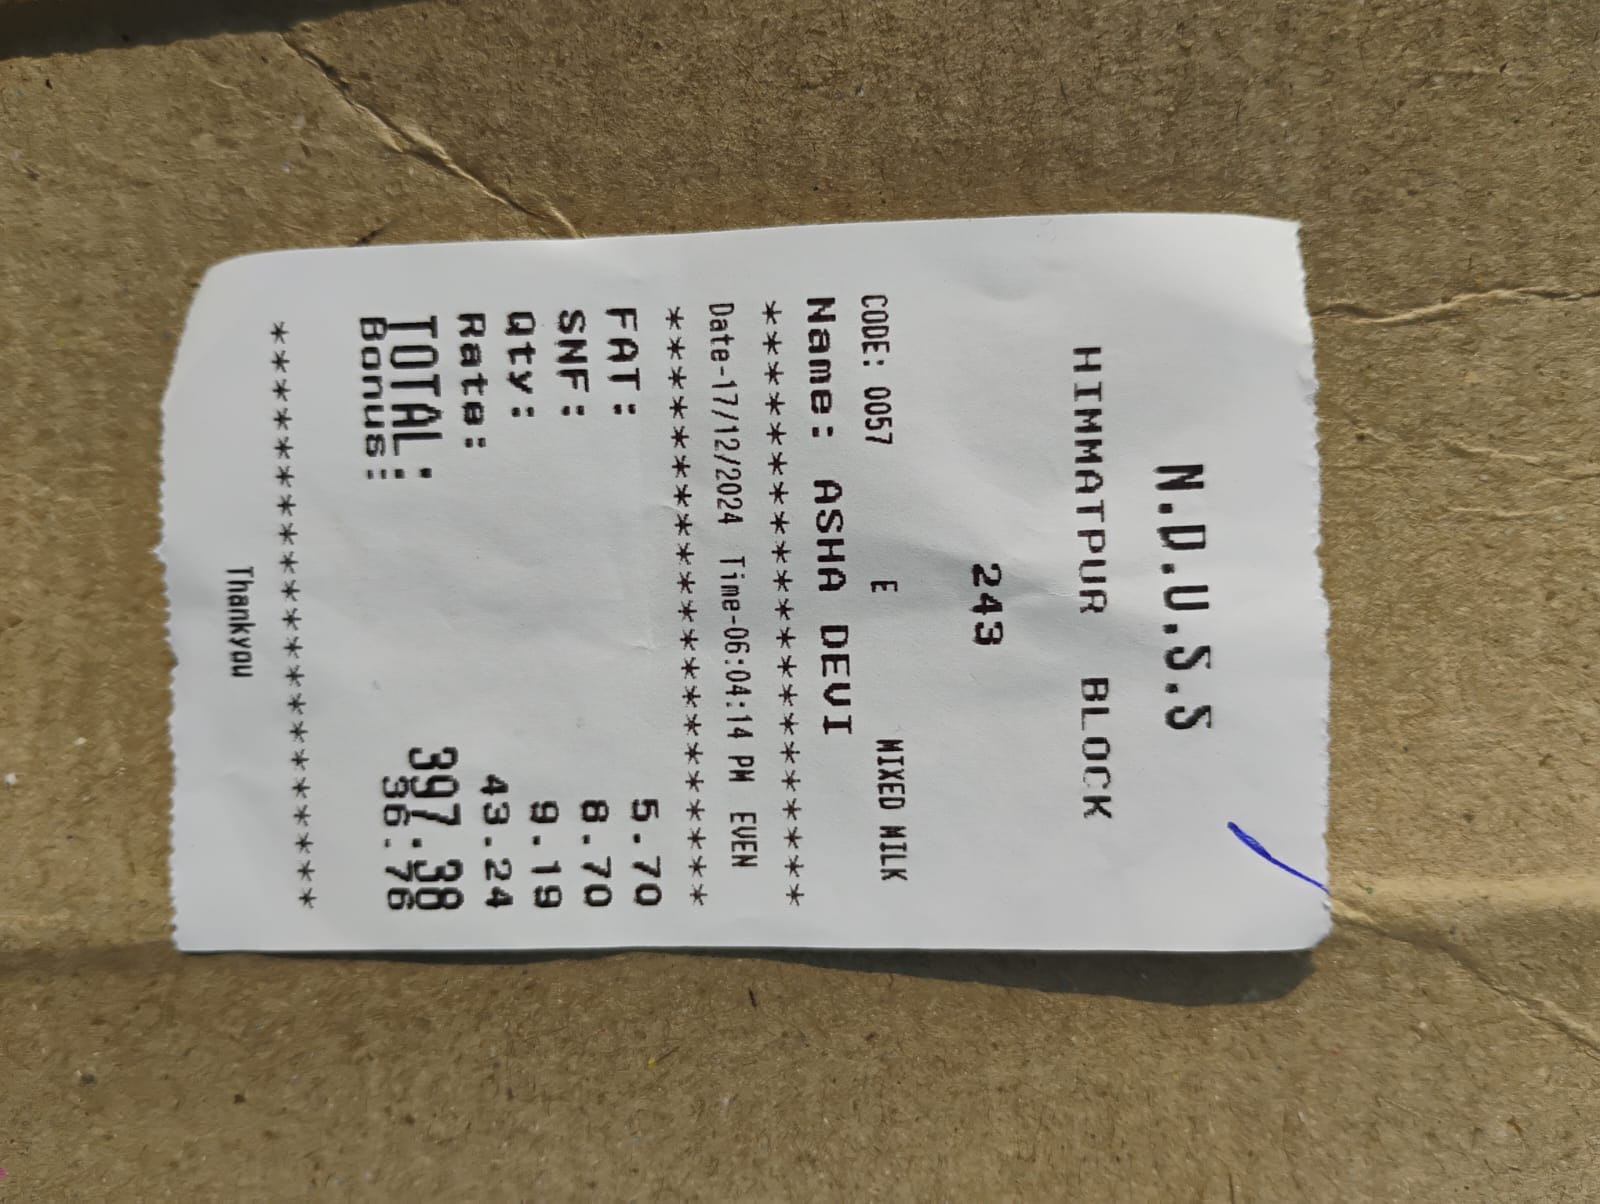 N.D.U.S.S
HIMMATPUR BLOCK
243
CODE: 0057 E MIXED MILK
Name: ASHA DEVI
*********************
Date-17/12/2024 Time-06:04:14 PM EVEN
*********************
FAT: 5.70
SNF: 8.70
Qty: 9.19
Rate: 43.24
TOTAL: 397.38
Bonus: 36.76
*********************
Thankyou